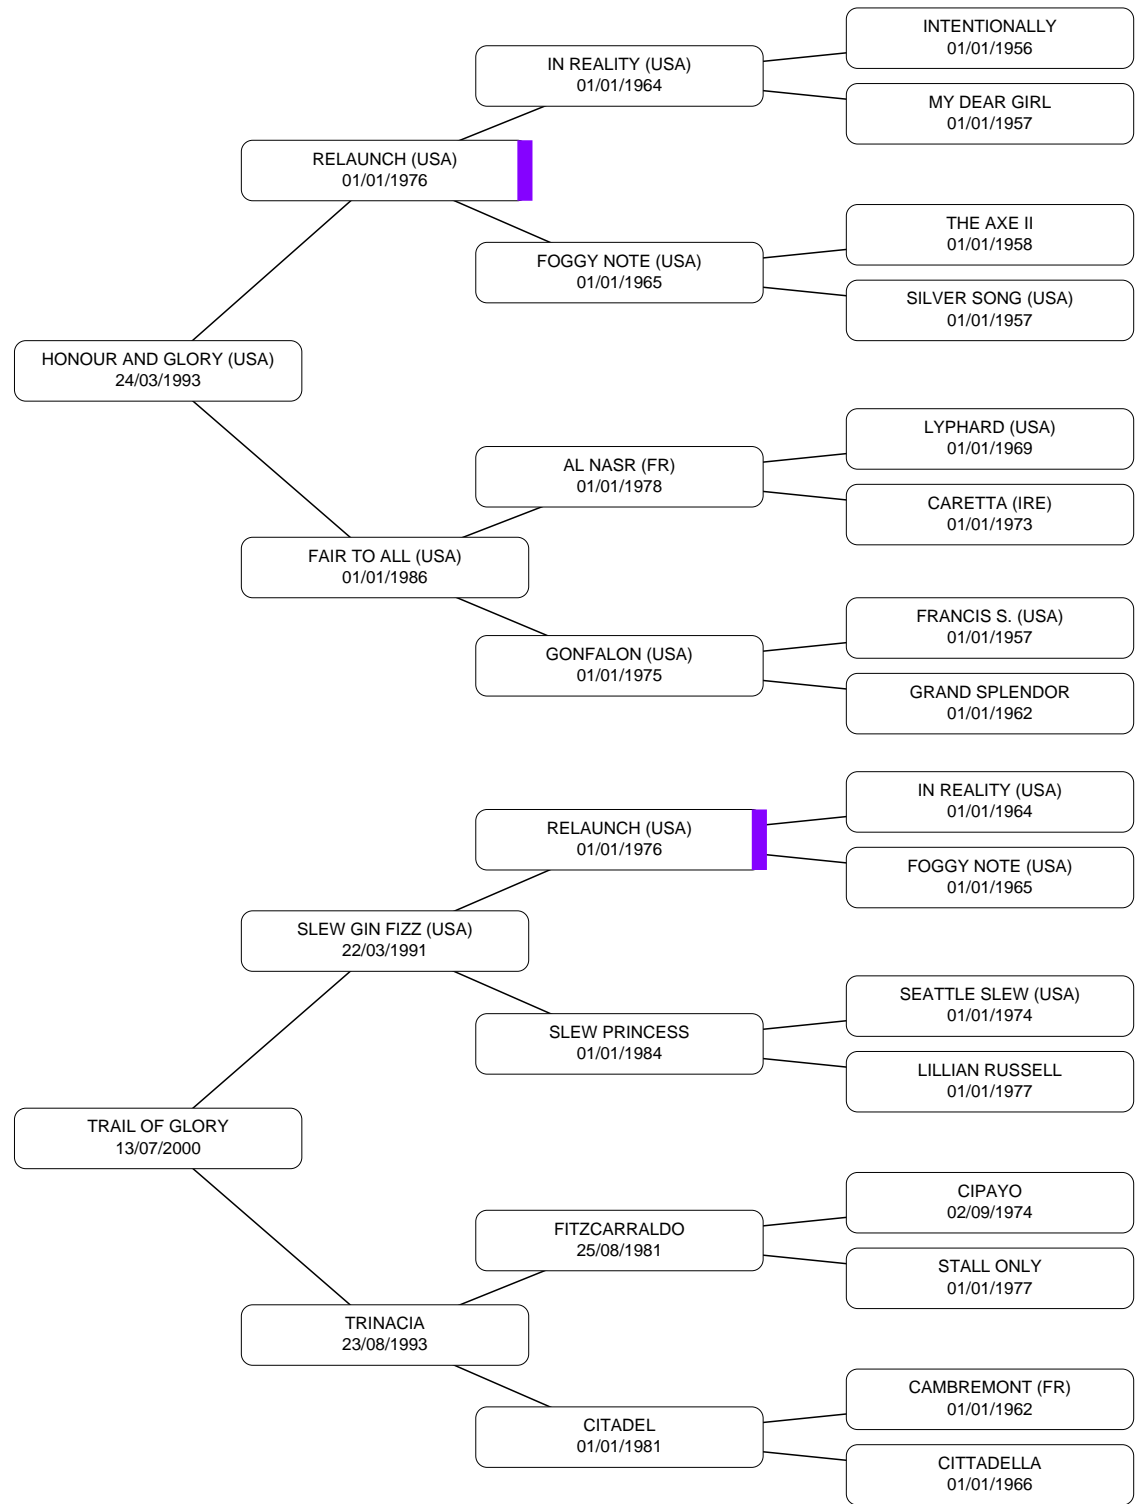 INTENTIONALLY
01/01/1956
IN REALITY (USA)
01/01/1964
MY DEAR GIRL
01/01/1957
RELAUNCH (USA)
01/01/1976
THE AXE II
01/01/1958
FOGGY NOTE (USA)
01/01/1965
SILVER SONG (USA)
01/01/1957
HONOUR AND GLORY (USA)
24/03/1993
LYPHARD (USA)
01/01/1969
AL NASR (FR)
01/01/1978
CARETTA (IRE)
01/01/1973
FAIR TO ALL (USA)
01/01/1986
FRANCIS S. (USA)
01/01/1957
GONFALON (USA)
01/01/1975
GRAND SPLENDOR
01/01/1962
IN REALITY (USA)
01/01/1964
RELAUNCH (USA)
01/01/1976
FOGGY NOTE (USA)
01/01/1965
SLEW GIN FIZZ (USA)
22/03/1991
SEATTLE SLEW (USA)
01/01/1974
SLEW PRINCESS
01/01/1984
LILLIAN RUSSELL
01/01/1977
TRAIL OF GLORY
13/07/2000
CIPAYO
02/09/1974
FITZCARRALDO
25/08/1981
STALL ONLY
01/01/1977
TRINACIA
23/08/1993
CAMBREMONT (FR)
01/01/1962
CITADEL
01/01/1981
CITTADELLA
01/01/1966